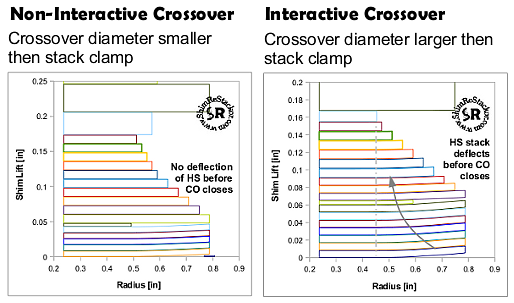 Non-Interactive Crossover
Crossover diameter smaller
then stack clamp
Shim Lift [in]
0.25
0.2
0.15
0.1
0.05
0
0.2 0.3 0.4 0.5 0.6 0.7 0.8 0.9
Radius [in]
www.ShimReStackor.com
SR
No deflection
of HS before
CO closes
Interactive Crossover
Crossover diameter larger then
stack clamp
Shim Lift [in]
0.2
0.18
0.16
0.14
0.12
0.1
0.08
0.06
0.04
0.02
0
0.2 0.3 0.4 0.5 0.6 0.7 0.8 0.9
Radius [in]
www.ShimReStackor.com
SR
HS stack
deflects
before CO
closes